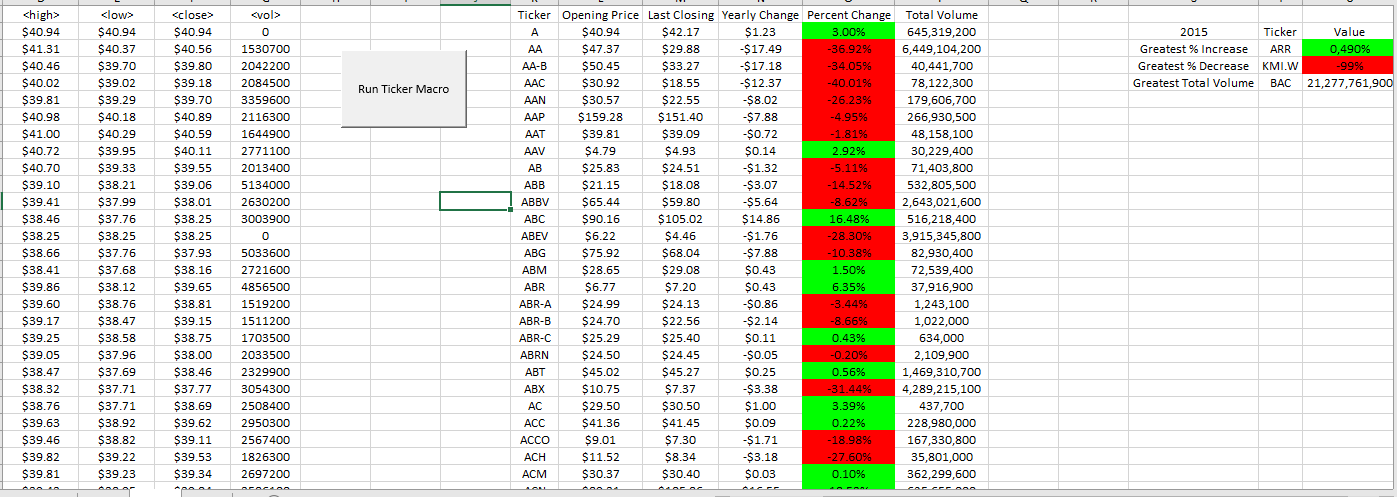 <high> <low> <close> <vol> Ticker Opening Price Last Closing Yearly Change Percent Change Total Volume
$40.94 $40.94 $40.94 0 A $40.94 $42.17 $1.23 3.00% 645,319,200 2015 Ticker Value
$41.31 $40.37 $40.56 1530700 AA $47.37 $29.88 -$17.49 -36.92% 6,449,104,200 Greatest % Increase ARR 0,490%
$40.46 $39.70 $39.80 2042200 AA-B $50.45 $33.27 -$17.18 -34.05% 40,441,700 Greatest % Decrease KMI.W -99%
$40.02 $39.02 $39.18 2084500 Run Ticker Macro AAC $30.92 $18.55 -$12.37 -40.01% 78,122,300 Greatest Total Volume BAC 21,277,761,900
$39.81 $39.29 $39.70 3359600 AAN $30.57 $22.55 -$8.02 -26.23% 179,606,700
$40.98 $40.18 $40.89 2116300 AAP $159.28 $151.40 -$7.88 -4.95% 266,930,500
$41.00 $40.29 $40.59 1644900 AAT $39.81 $39.09 -$0.72 -1.81% 48,158,100
$40.72 $39.95 $40.11 2771100 AAV $4.79 $4.93 $0.14 2.92% 30,229,400
$40.70 $39.33 $39.55 2013400 AB $25.83 $24.51 -$1.32 -5.11% 71,403,800
$39.10 $38.21 $39.06 5134000 ABB $21.15 $18.08 -$3.07 -14.52% 532,805,500
$39.41 $37.99 $38.01 2630200 ABBV $65.44 $59.80 -$5.64 -8.62% 2,643,021,600
$38.46 $37.76 $38.25 3003900 ABC $90.16 $105.02 $14.86 16.48% 516,218,400
$38.25 $38.25 $38.25 0 ABEV $6.22 $4.46 -$1.76 -28.30% 3,915,345,800
$38.66 $37.76 $37.93 5033600 ABG $75.92 $68.04 -$7.88 -10.38% 82,930,400
$38.41 $37.68 $38.16 2721600 ABM $28.65 $29.08 $0.43 1.50% 72,539,400
$39.86 $38.12 $39.65 4856500 ABR $6.77 $7.20 $0.43 6.35% 37,916,900
$39.60 $38.76 $38.81 1519200 ABR-A $24.99 $24.13 -$0.86 -3.44% 1,243,100
$39.17 $38.47 $39.15 1511200 ABR-B $24.70 $22.56 -$2.14 -8.66% 1,022,000
$39.25 $38.58 $38.75 1703500 ABR-C $25.29 $25.40 $0.11 0.43% 634,000
$39.05 $37.96 $38.00 2033500 ABRN $24.50 $24.45 -$0.05 -0.20% 2,109,900
$38.47 $37.69 $38.46 2329900 ABT $45.02 $45.27 $0.25 0.56% 1,469,310,700
$38.32 $37.71 $37.77 3054300 ABX $10.75 $7.37 -$3.38 -31.44% 4,289,215,100
$38.76 $37.71 $38.69 2508400 AC $29.50 $30.50 $1.00 3.39% 437,700
$39.63 $38.92 $39.62 2950300 ACC $41.36 $41.45 $0.09 0.22% 228,980,000
$39.46 $38.82 $39.11 2567400 ACCO $9.01 $7.30 -$1.71 -18.98% 167,330,800
$39.82 $39.22 $39.53 1826300 ACH $11.52 $8.34 -$3.18 -27.60% 35,801,000
$39.81 $39.23 $39.34 2697200 ACM $30.37 $30.40 $0.03 0.10% 362,299,600